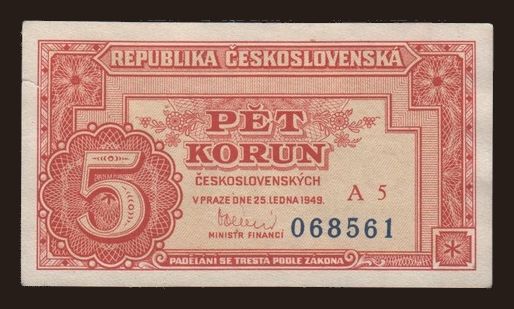 REPUBLIKA ČESKOSLOVENSKÁ
PĚT
KORUN
ČESKOSLOVENSKÝCH
V PRAZE DNE 25. LEDNA 1949.
A 5
068561
MINISTR FINANCÍ
5
PADĚLÁNÍ SE TRESTÁ PODLE ZÁKONA